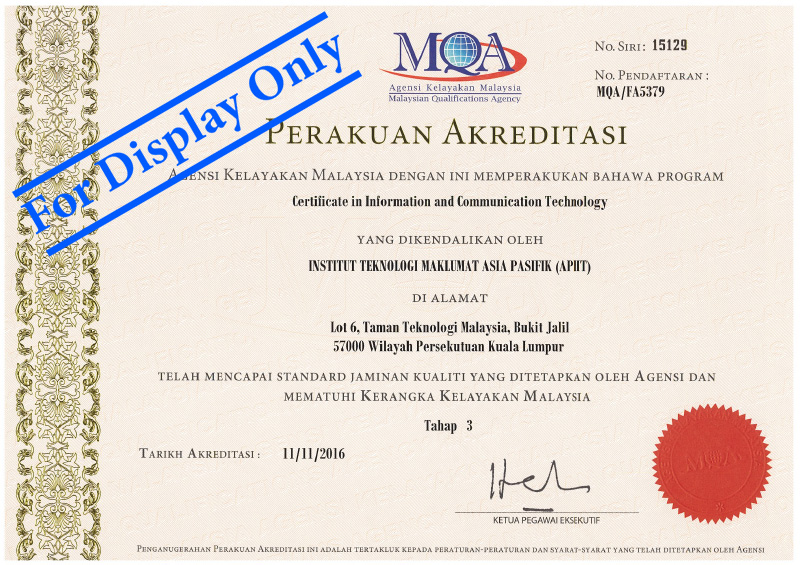 For Display Only
MQA
Agensi Kelayakan Malaysia
Malaysian Qualifications Agency
No. Siri: 15129
No. Pendaftaran :
MQA/FA5379
Perakuan Akreditasi
Agensi Kelayakan Malaysia dengan ini memperakukan bahawa program
Certificate in Information and Communication Technology
yang dikendalikan oleh
INSTITUT TEKNOLOGI MAKLUMAT ASIA PASIFIK (APIIT)
di alamat
Lot 6, Taman Teknologi Malaysia, Bukit Jalil
57000 Wilayah Persekutuan Kuala Lumpur
telah mencapai standard jaminan kualiti yang ditetapkan oleh Agensi dan
mematuhi Kerangka Kelayakan Malaysia
Tahap 3
Tarikh Akreditasi : 11/11/2016
KETUA PEGAWAI EKSEKUTIF
MQA
Penganugerahan Perakuan Akreditasi ini adalah tertakluk kepada peraturan-peraturan dan syarat-syarat yang telah ditetapkan oleh Agensi